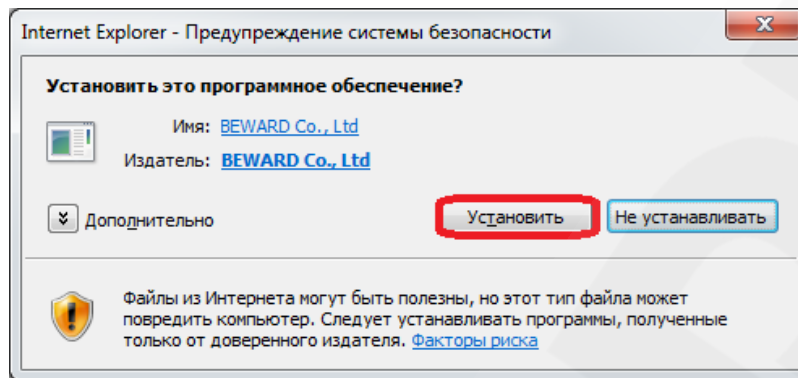 Internet Explorer - Предупреждение системы безопасности
Установить это программное обеспечение?
Имя: BEWARD Co., Ltd
Издатель: BEWARD Co., Ltd
Дополнительно
Установить
Не устанавливать
Файлы из Интернета могут быть полезны, но этот тип файла может
повредить компьютер. Следует устанавливать программы, полученные
только от доверенного издателя. Факторы риска